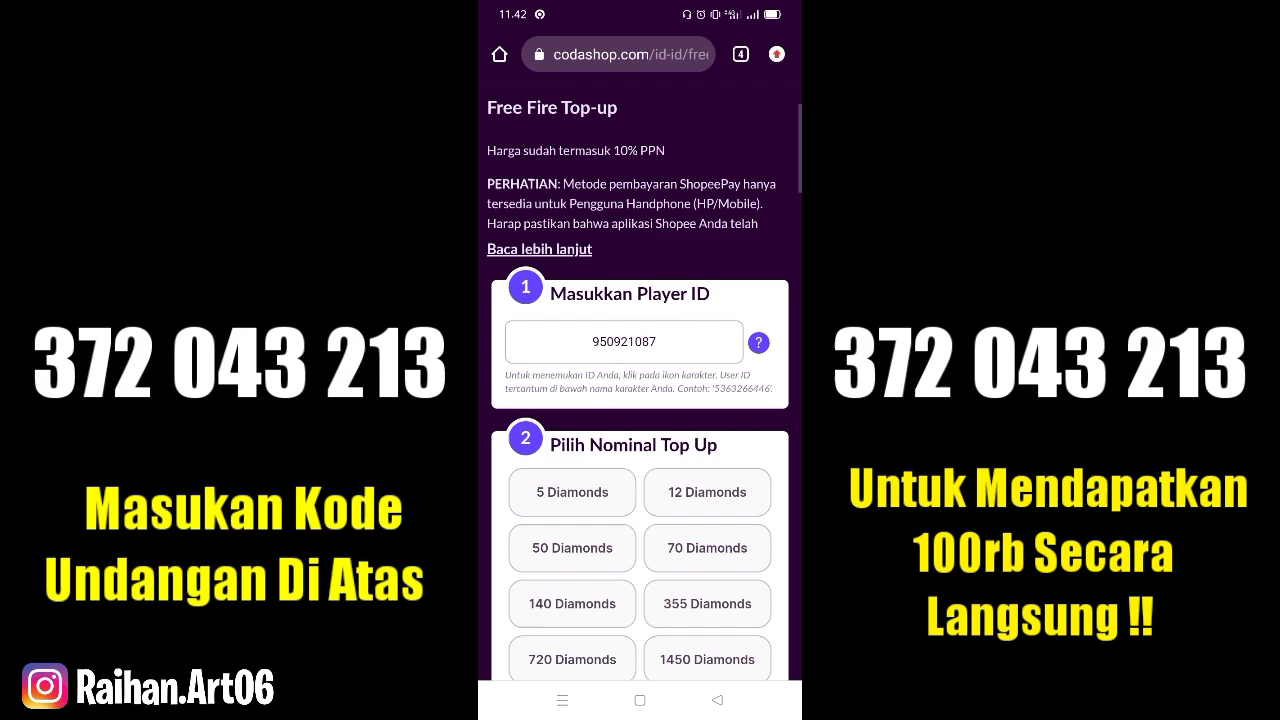 11.42
codashop.com/id-id/free
4
Free Fire Top-up
Harga sudah termasuk 10% PPN
PERHATIAN: Metode pembayaran ShopeePay hanya
tersedia untuk Pengguna Handphone (HP/Mobile).
Harap pastikan bahwa aplikasi Shopee Anda telah
Baca lebih lanjut
1 Masukkan Player ID
950921087
?
Untuk menemukan ID Anda, klik pada ikon karakter. User ID
tercantum di bawah nama karakter Anda. Contoh: '5363266446'.
2 Pilih Nominal Top Up
5 Diamonds
12 Diamonds
50 Diamonds
70 Diamonds
140 Diamonds
355 Diamonds
720 Diamonds
1450 Diamonds
372 043 213
Masukan Kode
Undangan Di Atas
Raihan.Art06
372 043 213
Untuk Mendapatkan
100rb Secara
Langsung !!